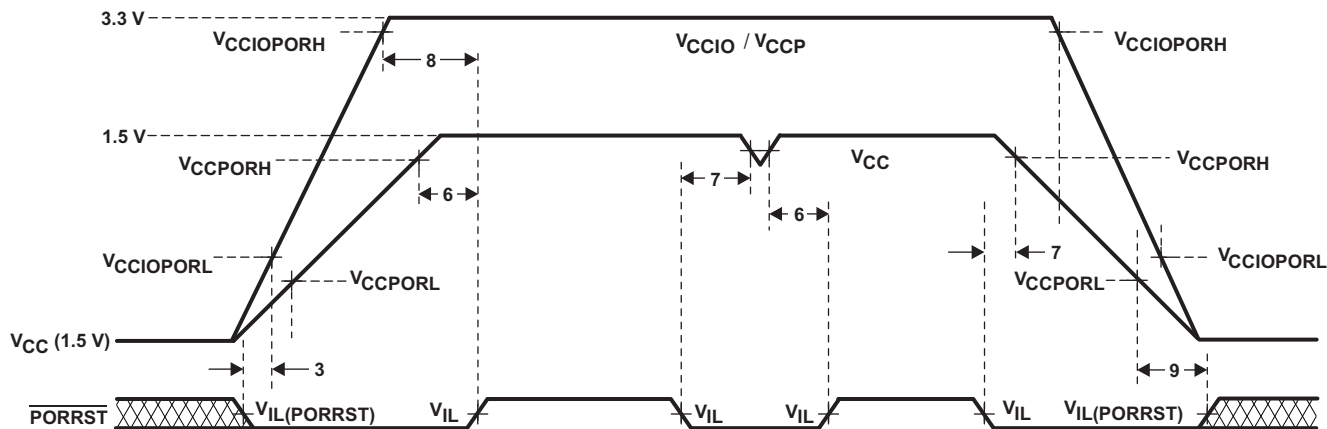 3.3 V
VCCIOPORH
VCCIO / VCCP
VCCIOPORH
8
1.5 V
VCCPORH
VCC
VCCPORH
7
6
6
7
VCCIOPORL
VCCPORL
VCCPORL
VCCIOPORL
VCC (1.5 V)
3
9
PORRST
VIL(PORRST)
VIL
VIL
VIL
VIL
VIL(PORRST)